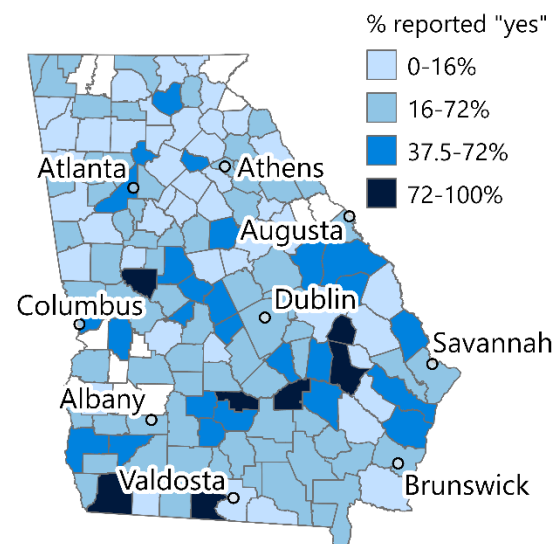 % reported "yes"
0-16%
16-72%
37.5-72%
72-100%
Atlanta
Athens
Augusta
Columbus
Dublin
Savannah
Albany
Valdosta
Brunswick